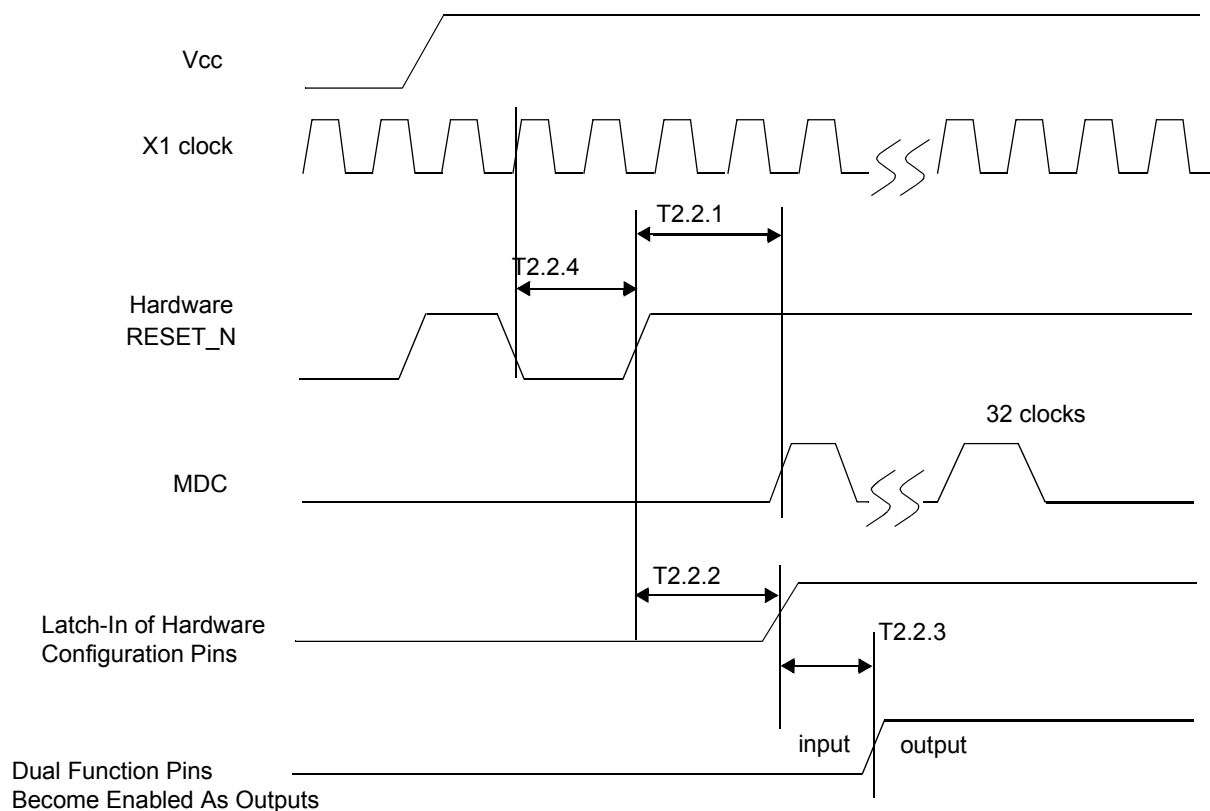 Vcc
X1 clock
T2.2.1
T2.2.4
Hardware
RESET_N
32 clocks
MDC
T2.2.2
Latch-In of Hardware
Configuration Pins
T2.2.3
input
output
Dual Function Pins
Become Enabled As Outputs